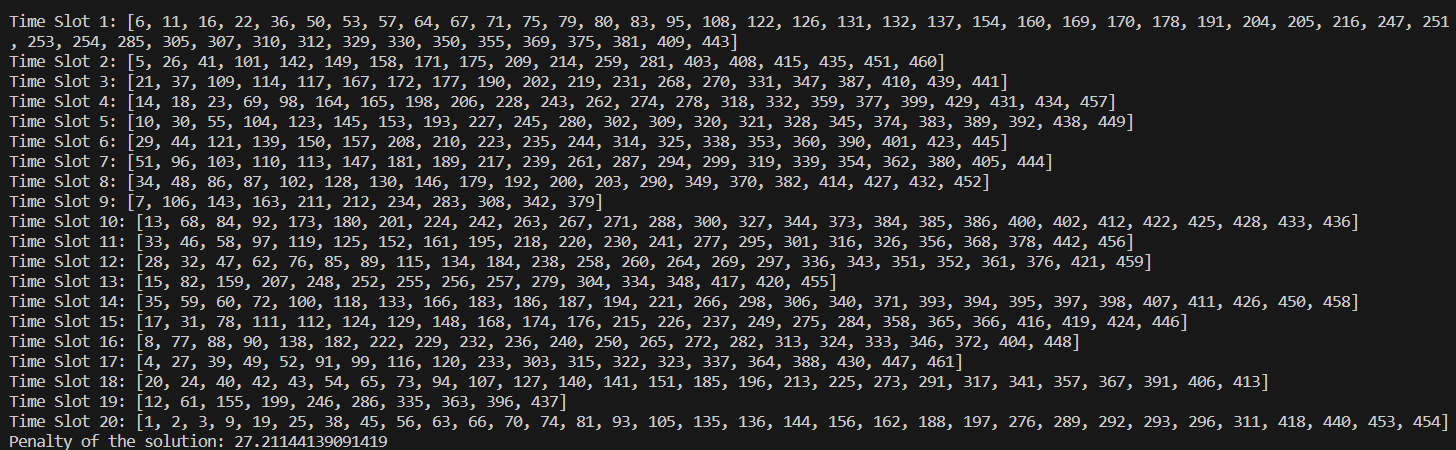 Time Slot 1: [6, 11, 16, 22, 36, 50, 53, 57, 64, 67, 71, 75, 79, 80, 83, 95, 108, 122, 126, 131, 132, 137, 154, 160, 169, 170, 178, 191, 204, 205, 216, 247, 251
, 253, 254, 285, 305, 307, 310, 312, 329, 330, 350, 355, 369, 375, 381, 409, 443]
Time Slot 2: [5, 26, 41, 101, 142, 149, 158, 171, 175, 209, 214, 259, 281, 403, 408, 415, 435, 451, 460]
Time Slot 3: [21, 37, 109, 114, 117, 167, 172, 177, 190, 202, 219, 231, 268, 270, 331, 347, 387, 410, 439, 441]
Time Slot 4: [14, 18, 23, 69, 98, 164, 165, 198, 206, 228, 243, 262, 274, 278, 318, 332, 359, 377, 399, 429, 431, 434, 457]
Time Slot 5: [10, 30, 55, 104, 123, 145, 153, 193, 227, 245, 280, 302, 309, 320, 321, 328, 345, 374, 383, 389, 392, 438, 449]
Time Slot 6: [29, 44, 121, 139, 150, 157, 208, 210, 223, 235, 244, 314, 325, 338, 353, 360, 390, 401, 423, 445]
Time Slot 7: [51, 96, 103, 110, 113, 147, 181, 189, 217, 239, 261, 287, 294, 299, 319, 339, 354, 362, 380, 405, 444]
Time Slot 8: [34, 48, 86, 87, 102, 128, 130, 146, 179, 192, 200, 203, 290, 349, 370, 382, 414, 427, 432, 452]
Time Slot 9: [7, 106, 143, 163, 211, 212, 234, 283, 308, 342, 379]
Time Slot 10: [13, 68, 84, 92, 173, 180, 201, 224, 242, 263, 267, 271, 288, 300, 327, 344, 373, 384, 385, 386, 400, 402, 412, 422, 425, 428, 433, 436]
Time Slot 11: [33, 46, 58, 97, 119, 125, 152, 161, 195, 218, 220, 230, 241, 277, 295, 301, 316, 326, 356, 368, 378, 442, 456]
Time Slot 12: [28, 32, 47, 62, 76, 85, 89, 115, 134, 184, 238, 258, 260, 264, 269, 297, 336, 343, 351, 352, 361, 376, 421, 459]
Time Slot 13: [15, 82, 159, 207, 248, 252, 255, 256, 257, 279, 304, 334, 348, 417, 420, 455]
Time Slot 14: [35, 59, 60, 72, 100, 118, 133, 166, 183, 186, 187, 194, 221, 266, 298, 306, 340, 371, 393, 394, 395, 397, 398, 407, 411, 426, 450, 458]
Time Slot 15: [17, 31, 78, 111, 112, 124, 129, 148, 168, 174, 176, 215, 226, 237, 249, 275, 284, 358, 365, 366, 416, 419, 424, 446]
Time Slot 16: [8, 77, 88, 90, 138, 182, 222, 229, 232, 236, 240, 250, 265, 272, 282, 313, 324, 333, 346, 372, 404, 448]
Time Slot 17: [4, 27, 39, 49, 52, 91, 99, 116, 120, 233, 303, 315, 322, 323, 337, 364, 388, 430, 447, 461]
Time Slot 18: [20, 24, 40, 42, 43, 54, 65, 73, 94, 107, 127, 140, 141, 151, 185, 196, 213, 225, 273, 291, 317, 341, 357, 367, 391, 406, 413]
Time Slot 19: [12, 61, 155, 199, 246, 286, 335, 363, 396, 437]
Time Slot 20: [1, 2, 3, 9, 19, 25, 38, 45, 56, 63, 66, 70, 74, 81, 93, 105, 135, 136, 144, 156, 162, 188, 197, 276, 289, 292, 293, 296, 311, 418, 440, 453, 454]
Penalty of the solution: 27.21144139091419